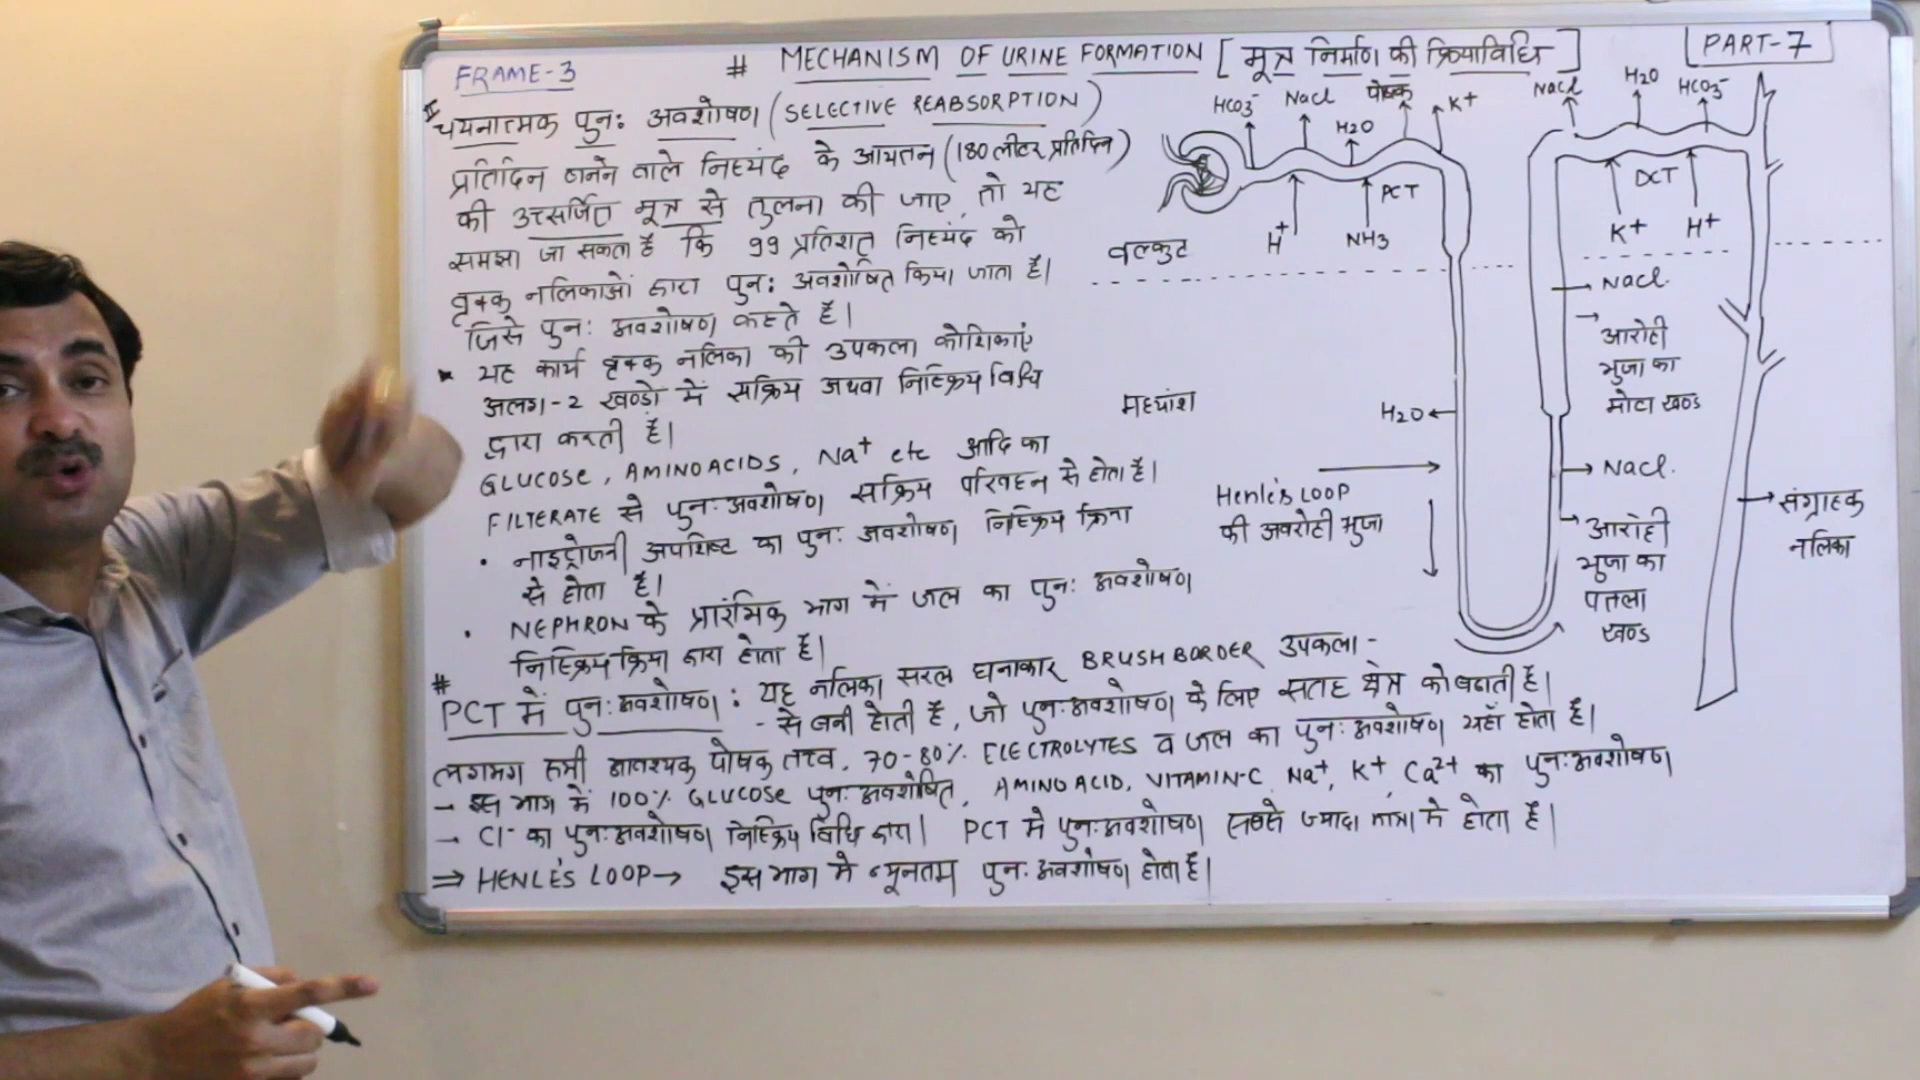 FRAME-3
# MECHANISM OF URINE FORMATION [ मूत्र निर्माण की क्रियाविधि ]
PART-7
II चयनात्मक पुनः अवशोषण (SELECTIVE REABSORPTION)
प्रतिदिन बनने वाले निस्यंद के आयतन (180 लीटर प्रतिदिन)
की उत्सर्जित मूत्र से तुलना की जाए, तो यह
समझा जा सकता है कि 99 प्रतिशत निस्यंद को
वृक्क नलिकाओं द्वारा पुनः अवशोषित किया जाता है।
जिसे पुनः अवशोषण कहते हैं।
* यह कार्य वृक्क नलिका की उपकला कोशिकाएं
अलग-2 खण्डो में सक्रिय अथवा निष्क्रिय विधि
द्वारा करती हैं।
GLUCOSE, AMINOACIDS, Na⁺ etc आदि का
FILTERATE से पुनः अवशोषण सक्रिय परिवहन से होता है।
• नाइट्रोजनी अपशिष्ट का पुनः अवशोषण निष्क्रिय क्रिया
से होता है।
• NEPHRON के प्रारंभिक भाग में जल का पुनः अवशोषण
निष्क्रिय क्रिया द्वारा होता है।
# PCT में पुनः अवशोषण : यह नलिका सरल घनाकार BRUSH BORDER उपकला -
- से बनी होती है, जो पुनः अवशोषण के लिए सतह क्षेत्र को बढाती है।
लगभग सभी आवश्यक पोषक तत्व, 70-80% ELECTROLYTES व जल का पुनः अवशोषण यहाँ होता है।
→ इस भाग में 100% GLUCOSE पुनः अवशोषित, AMINO ACID, VITAMIN-C Na⁺, K⁺, Ca²⁺ का पुनः अवशोषण
→ Cl⁻ का पुनः अवशोषण निष्क्रिय विधि द्वारा। PCT मे पुनः अवशोषण सबसे ज्यादा मात्रा मे होता है।
⇒ HENLE'S LOOP → इस भाग मे न्यूनतम पुनः अवशोषण होता है।
HCO₃⁻
NaCl
H₂O
पोषक
K⁺
H⁺
NH₃
PCT
NaCl
H₂O
HCO₃⁻
DCT
K⁺
H⁺
वल्कुट
मध्यांश
NaCl.
→ आरोही
भुजा का
मोटा खण्ड
H₂O
NaCl.
Henle's LOOP
की अवरोही भुजा
आरोही
भुजा का
पतला
खण्ड
संग्राहक
नलिका